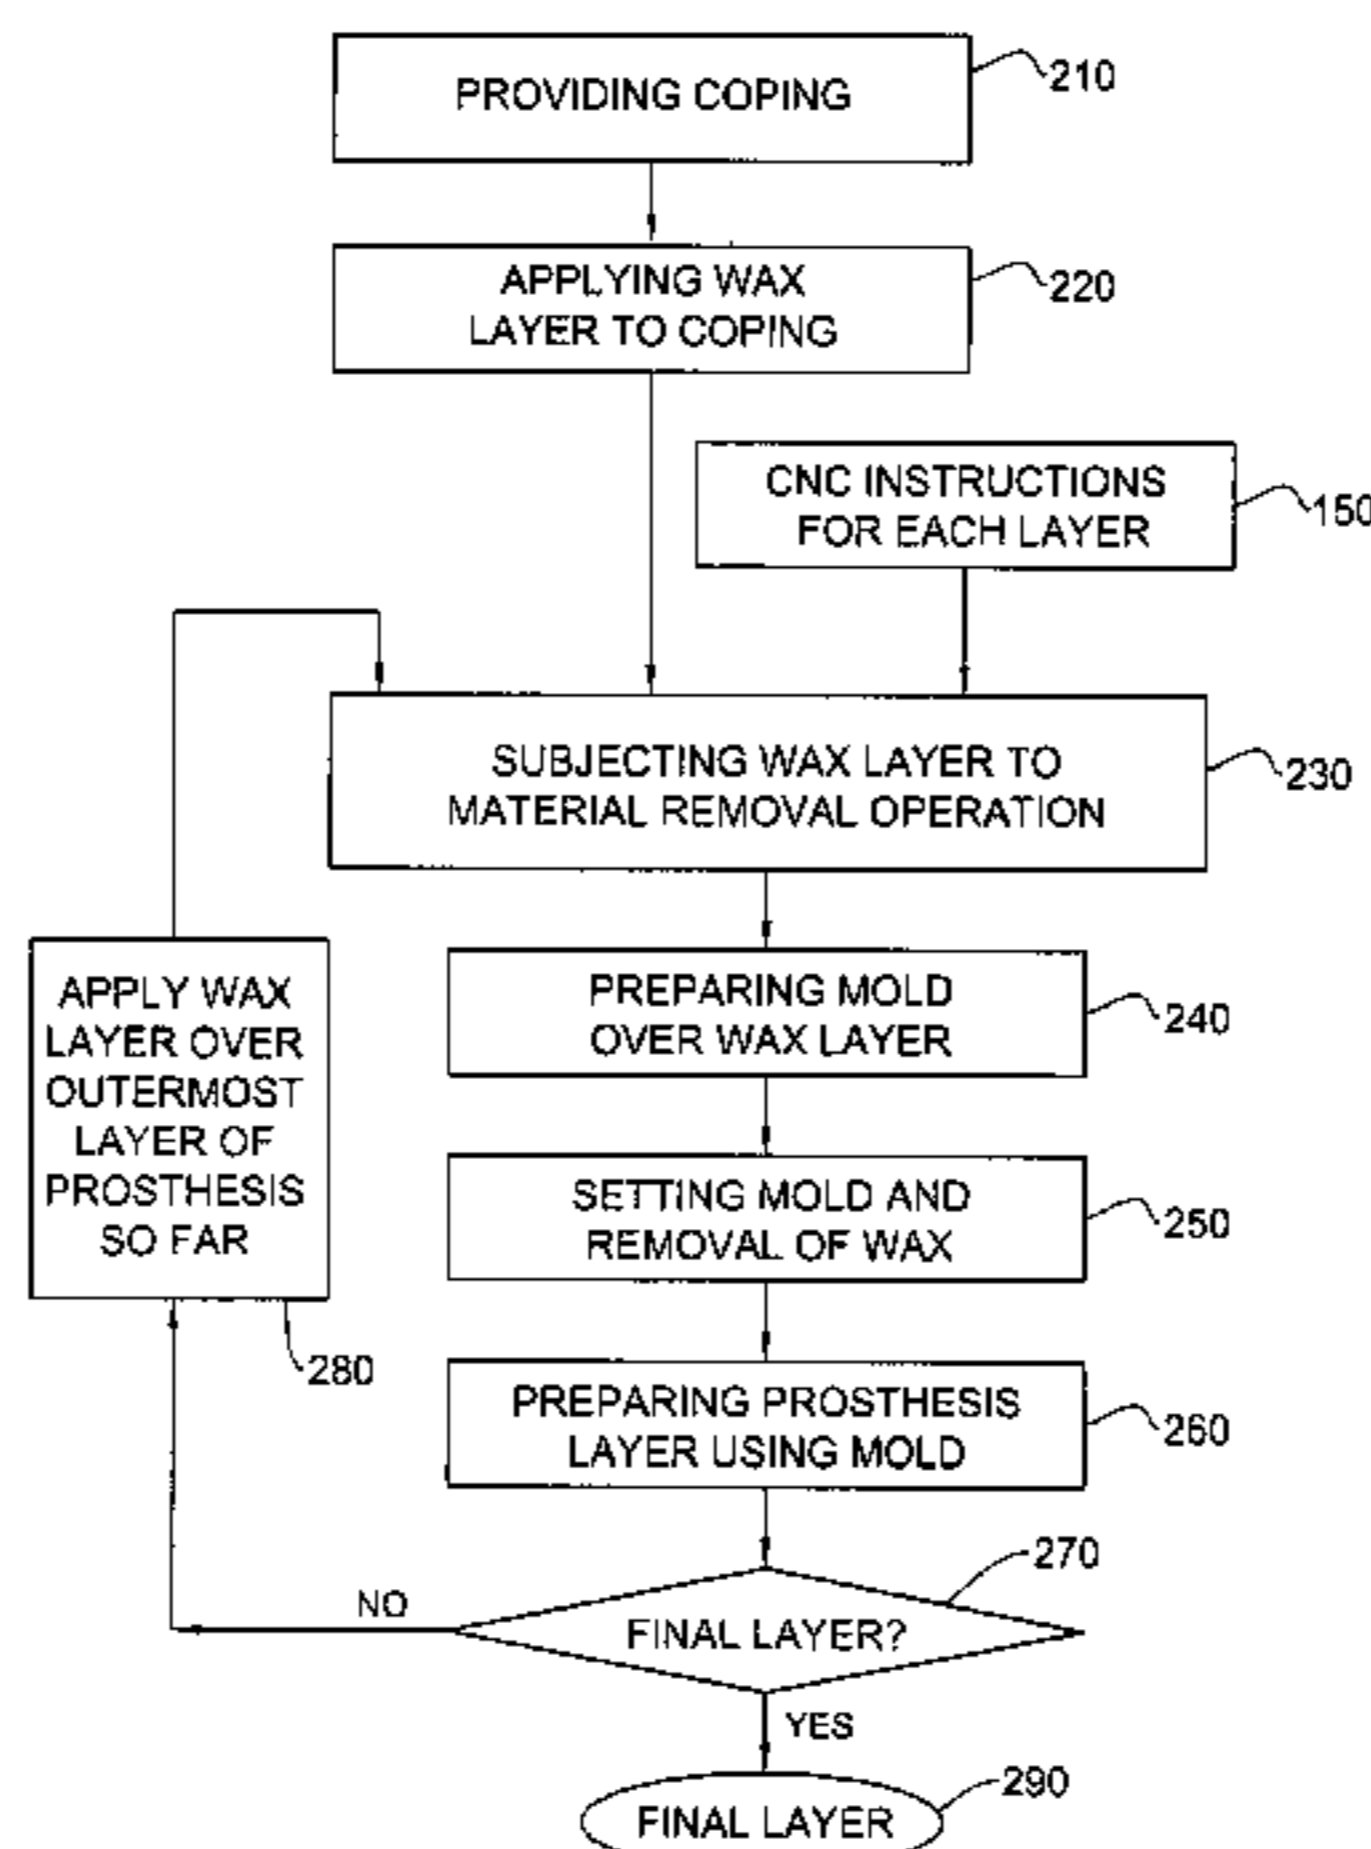 PROVIDING COPING
210
APPLYING WAX
LAYER TO COPING
220
CNC INSTRUCTIONS
FOR EACH LAYER
150
SUBJECTING WAX LAYER TO
MATERIAL REMOVAL OPERATION
230
PREPARING MOLD
OVER WAX LAYER
240
APPLY WAX
LAYER OVER
OUTERMOST
LAYER OF
PROSTHESIS
SO FAR
280
SETTING MOLD AND
REMOVAL OF WAX
250
PREPARING PROSTHESIS
LAYER USING MOLD
260
270
FINAL LAYER?
NO
YES
FINAL LAYER
290